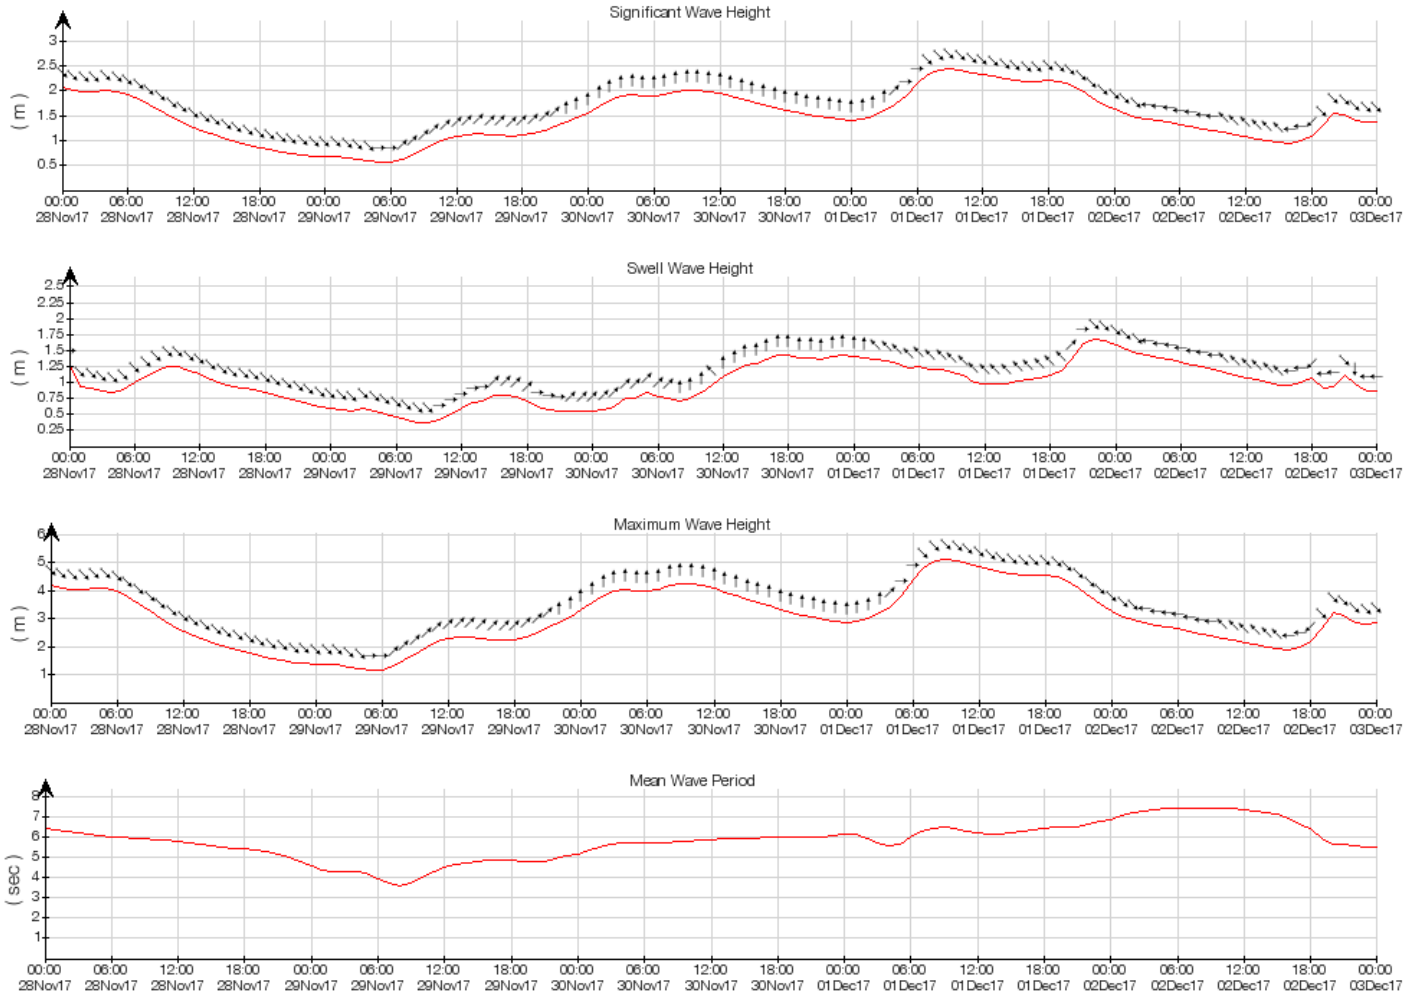 Significant Wave Height
( m )
3
2.5
2
1.5
1
0.5
00:00 06:00 12:00 18:00 00:00 06:00 12:00 18:00 00:00 06:00 12:00 18:00 00:00 06:00 12:00 18:00 00:00 06:00 12:00 18:00 00:00
28Nov17 28Nov17 28Nov17 28Nov17 29Nov17 29Nov17 29Nov17 29Nov17 30Nov17 30Nov17 30Nov17 30Nov17 01Dec17 01Dec17 01Dec17 01Dec17 02Dec17 02Dec17 02Dec17 02Dec17 03Dec17
Swell Wave Height
( m )
2.5
2.25
2
1.75
1.5
1.25
1
0.75
0.5
0.25
00:00 06:00 12:00 18:00 00:00 06:00 12:00 18:00 00:00 06:00 12:00 18:00 00:00 06:00 12:00 18:00 00:00 06:00 12:00 18:00 00:00
28Nov17 28Nov17 28Nov17 28Nov17 29Nov17 29Nov17 29Nov17 29Nov17 30Nov17 30Nov17 30Nov17 30Nov17 01Dec17 01Dec17 01Dec17 01Dec17 02Dec17 02Dec17 02Dec17 02Dec17 03Dec17
Maximum Wave Height
( m )
6
5
4
3
2
1
00:00 06:00 12:00 18:00 00:00 06:00 12:00 18:00 00:00 06:00 12:00 18:00 00:00 06:00 12:00 18:00 00:00 06:00 12:00 18:00 00:00
28Nov17 28Nov17 28Nov17 28Nov17 29Nov17 29Nov17 29Nov17 29Nov17 30Nov17 30Nov17 30Nov17 30Nov17 01Dec17 01Dec17 01Dec17 01Dec17 02Dec17 02Dec17 02Dec17 02Dec17 03Dec17
Mean Wave Period
( sec )
8
7
6
5
4
3
2
1
00:00 06:00 12:00 18:00 00:00 06:00 12:00 18:00 00:00 06:00 12:00 18:00 00:00 06:00 12:00 18:00 00:00 06:00 12:00 18:00 00:00
28Nov17 28Nov17 28Nov17 28Nov17 29Nov17 29Nov17 29Nov17 29Nov17 30Nov17 30Nov17 30Nov17 30Nov17 01Dec17 01Dec17 01Dec17 01Dec17 02Dec17 02Dec17 02Dec17 02Dec17 03Dec17